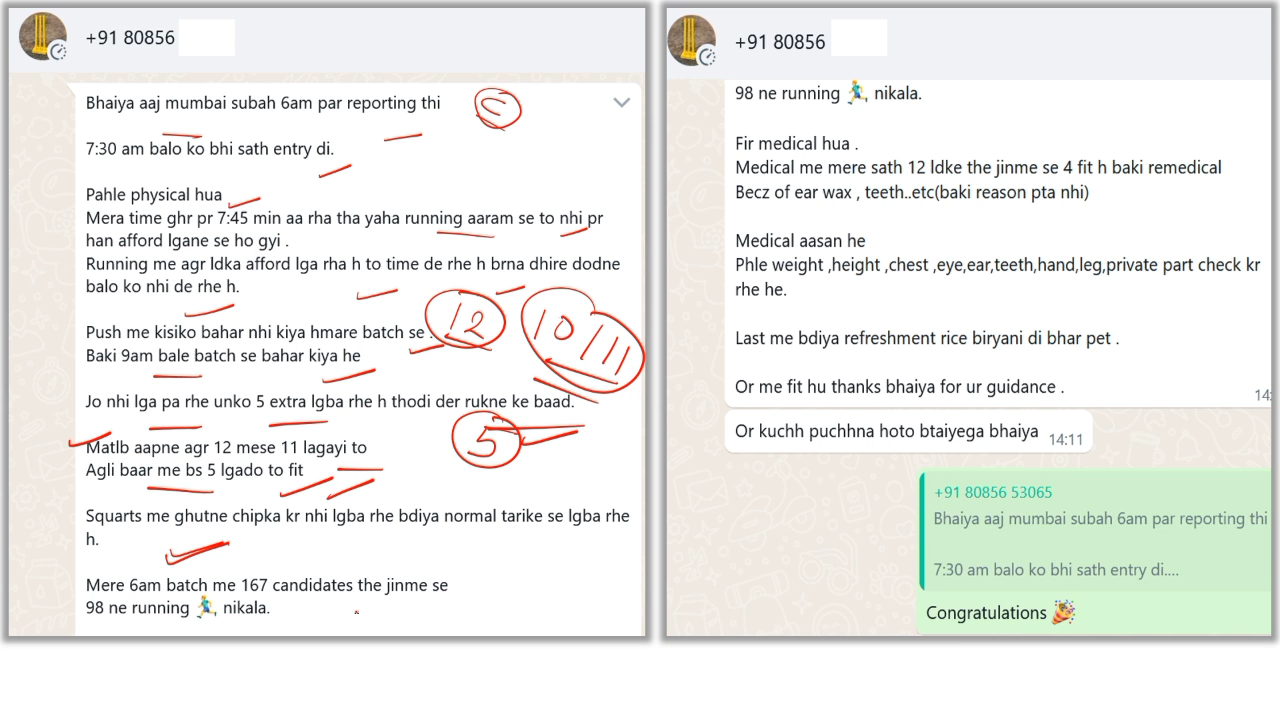 +91 80856
Bhaiya aaj mumbai subah 6am par reporting thi
C
7:30 am balo ko bhi sath entry di.
Pahle physical hua
Mera time ghr pr 7:45 min aa rha tha yaha running aaram se to nhi pr
han afford lgane se ho gyi .
Running me agr ldka afford lga rha h to time de rhe h brna dhire dodne
balo ko nhi de rhe h.
Push me kisiko bahar nhi kiya hmare batch se .
12
10/11
Baki 9am bale batch se bahar kiya he
Jo nhi lga pa rhe unko 5 extra lgba rhe h thodi der rukne ke baad.
Matlb aapne agr 12 mese 11 lagayi to
5
Agli baar me bs 5 lgado to fit
Squarts me ghutne chipka kr nhi lgba rhe bdiya normal tarike se lgba rhe
h.
Mere 6am batch me 167 candidates the jinme se
98 ne running 🏃 nikala.
+91 80856
98 ne running 🏃 nikala.
Fir medical hua .
Medical me mere sath 12 ldke the jinme se 4 fit h baki remedical
Becz of ear wax , teeth..etc(baki reason pta nhi)
Medical aasan he
Phle weight ,height ,chest ,eye,ear,teeth,hand,leg,private part check kr
rhe he.
Last me bdiya refreshment rice biryani di bhar pet .
Or me fit hu thanks bhaiya for ur guidance .
14:
Or kuchh puchhna hoto btaiyega bhaiya 14:11
+91 80856 53065
Bhaiya aaj mumbai subah 6am par reporting thi
7:30 am balo ko bhi sath entry di....
Congratulations 🎉